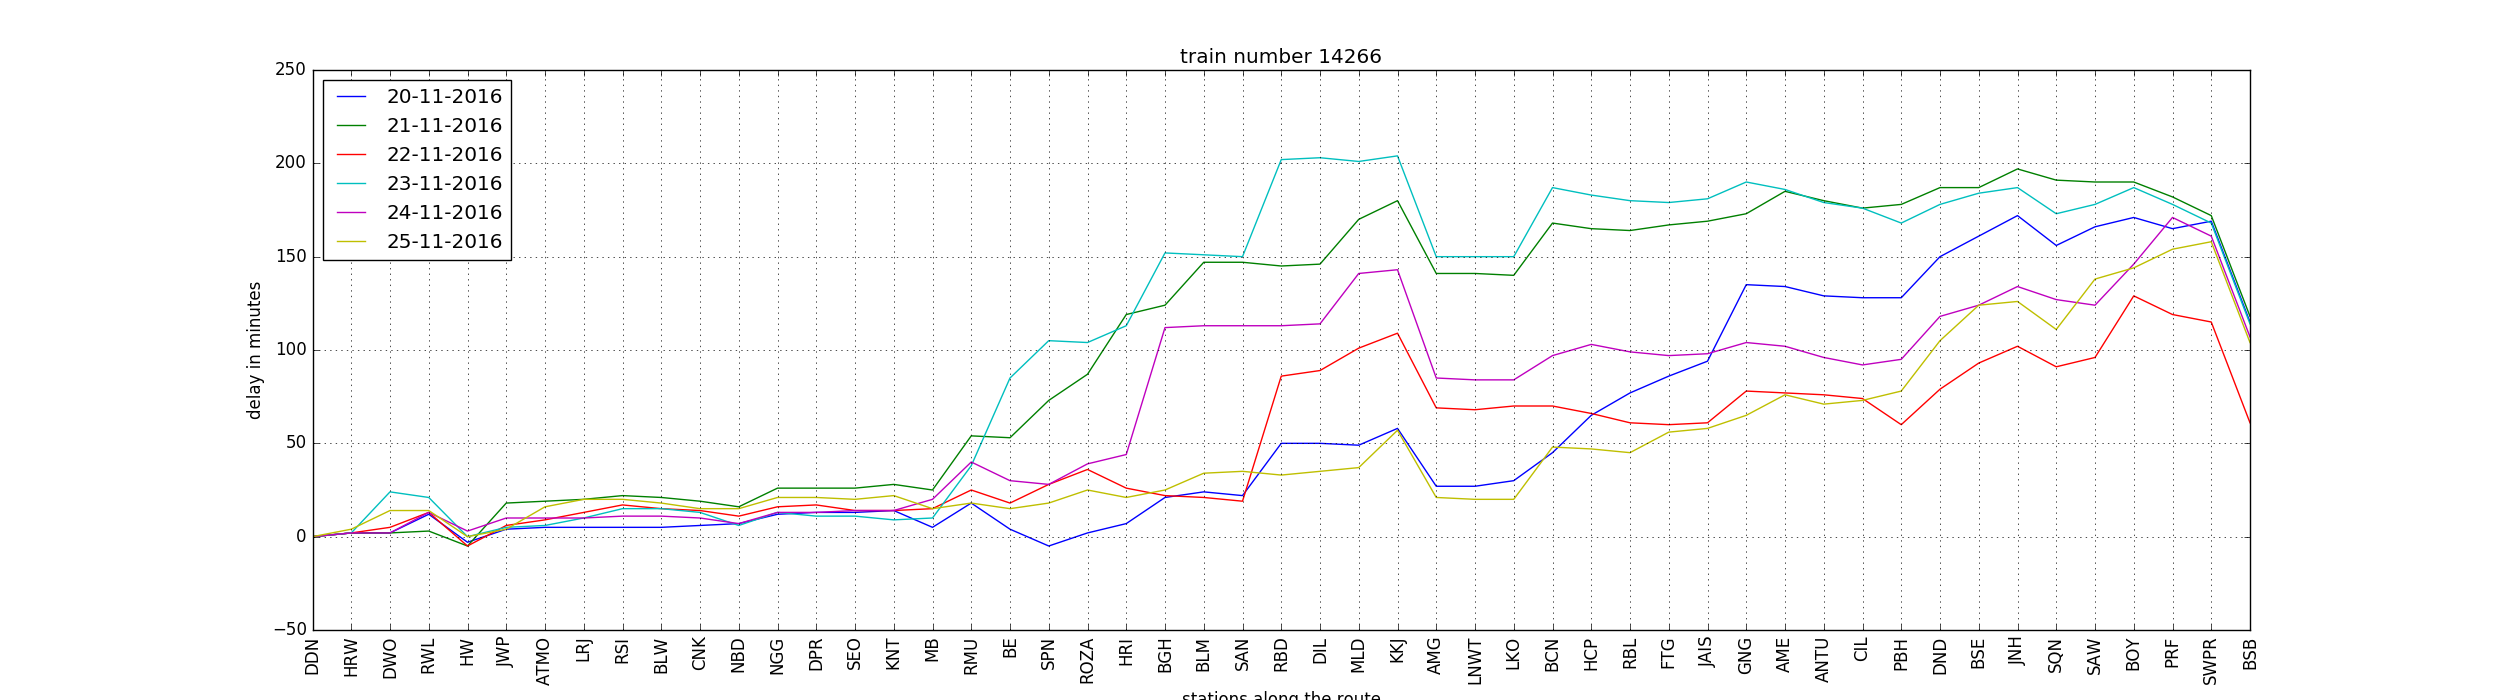 train number 14266
250
200
150
100
50
0
−50
delay in minutes
20-11-2016
21-11-2016
22-11-2016
23-11-2016
24-11-2016
25-11-2016
DDN
HRW
DWO
RWL
HW
JWP
ATMO
LRJ
RSI
BLW
CNK
NBD
NGG
DPR
SEO
KNT
MB
RMU
BE
SPN
ROZA
HRI
BGH
BLM
SAN
RBD
DIL
MLD
KKJ
AMG
LNWT
LKO
BCN
HCP
RBL
FTG
JAIS
GNG
AME
ANTU
CIL
PBH
DND
BSE
JNH
SQN
SAW
BOY
PRF
SWPR
BSB
stations along the route